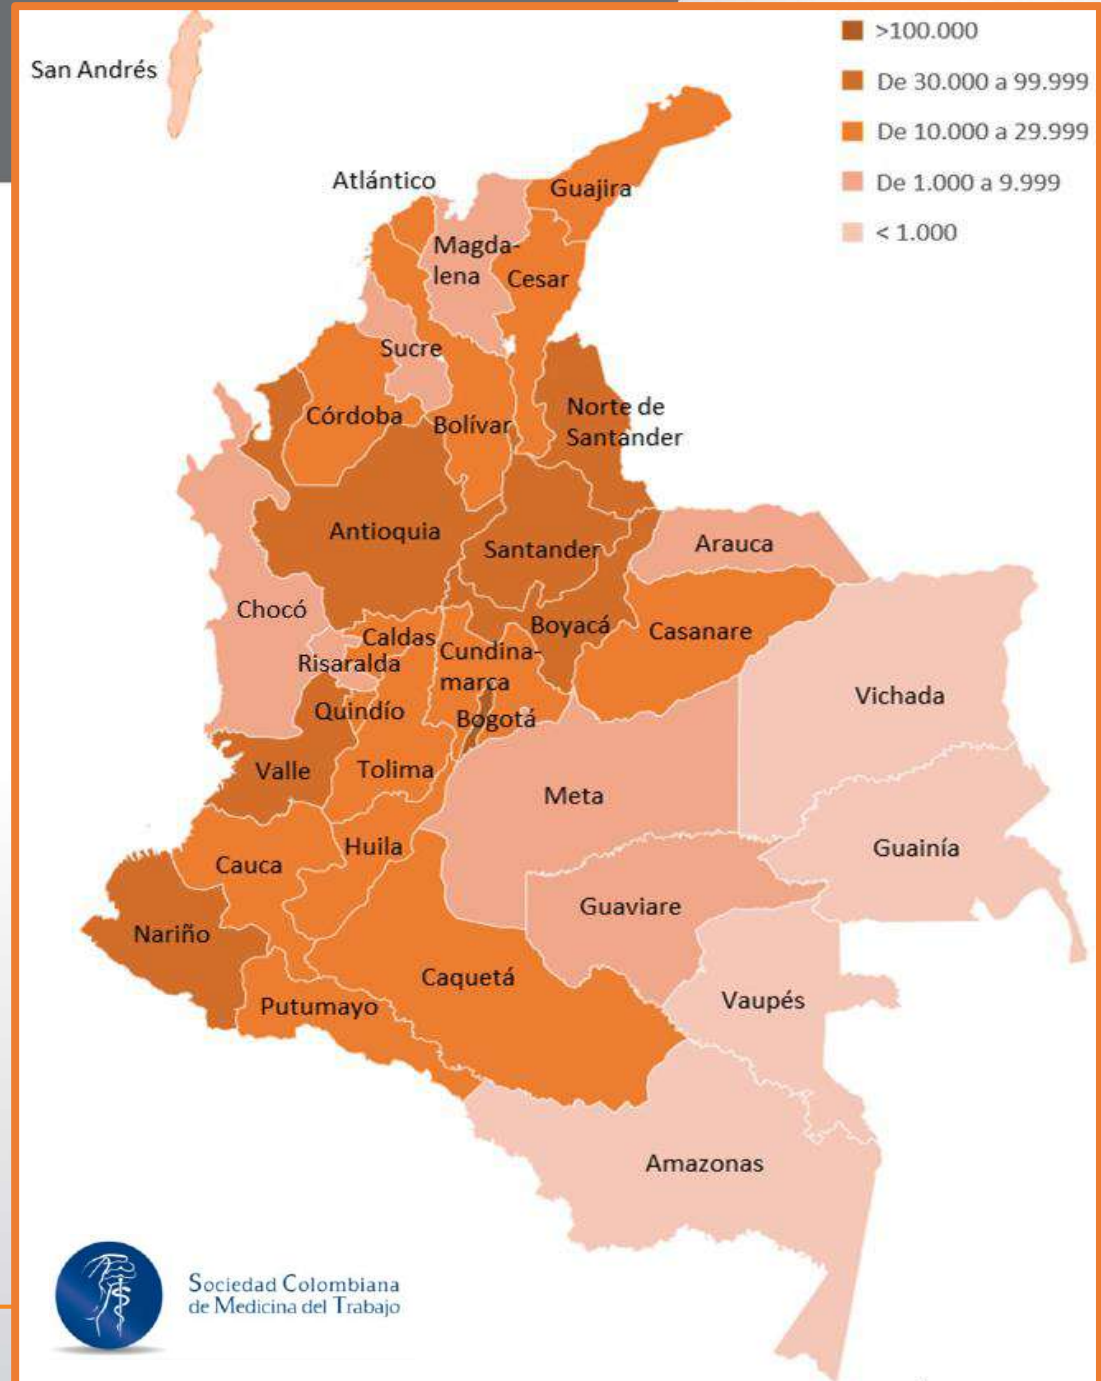 San Andrés
>100.000
De 30.000 a 99.999
De 10.000 a 29.999
De 1.000 a 9.999
< 1.000
Atlántico
Guajira
Magda-
lena
Cesar
Sucre
Córdoba
Bolívar
Norte de
Santander
Antioquia
Santander
Arauca
Chocó
Boyacá
Caldas
Casanare
Risaralda
Cundina-
marca
Quindío
Bogotá
Vichada
Valle
Tolima
Meta
Huila
Guainía
Cauca
Guaviare
Nariño
Caquetá
Vaupés
Putumayo
Amazonas
Sociedad Colombiana
de Medicina del Trabajo